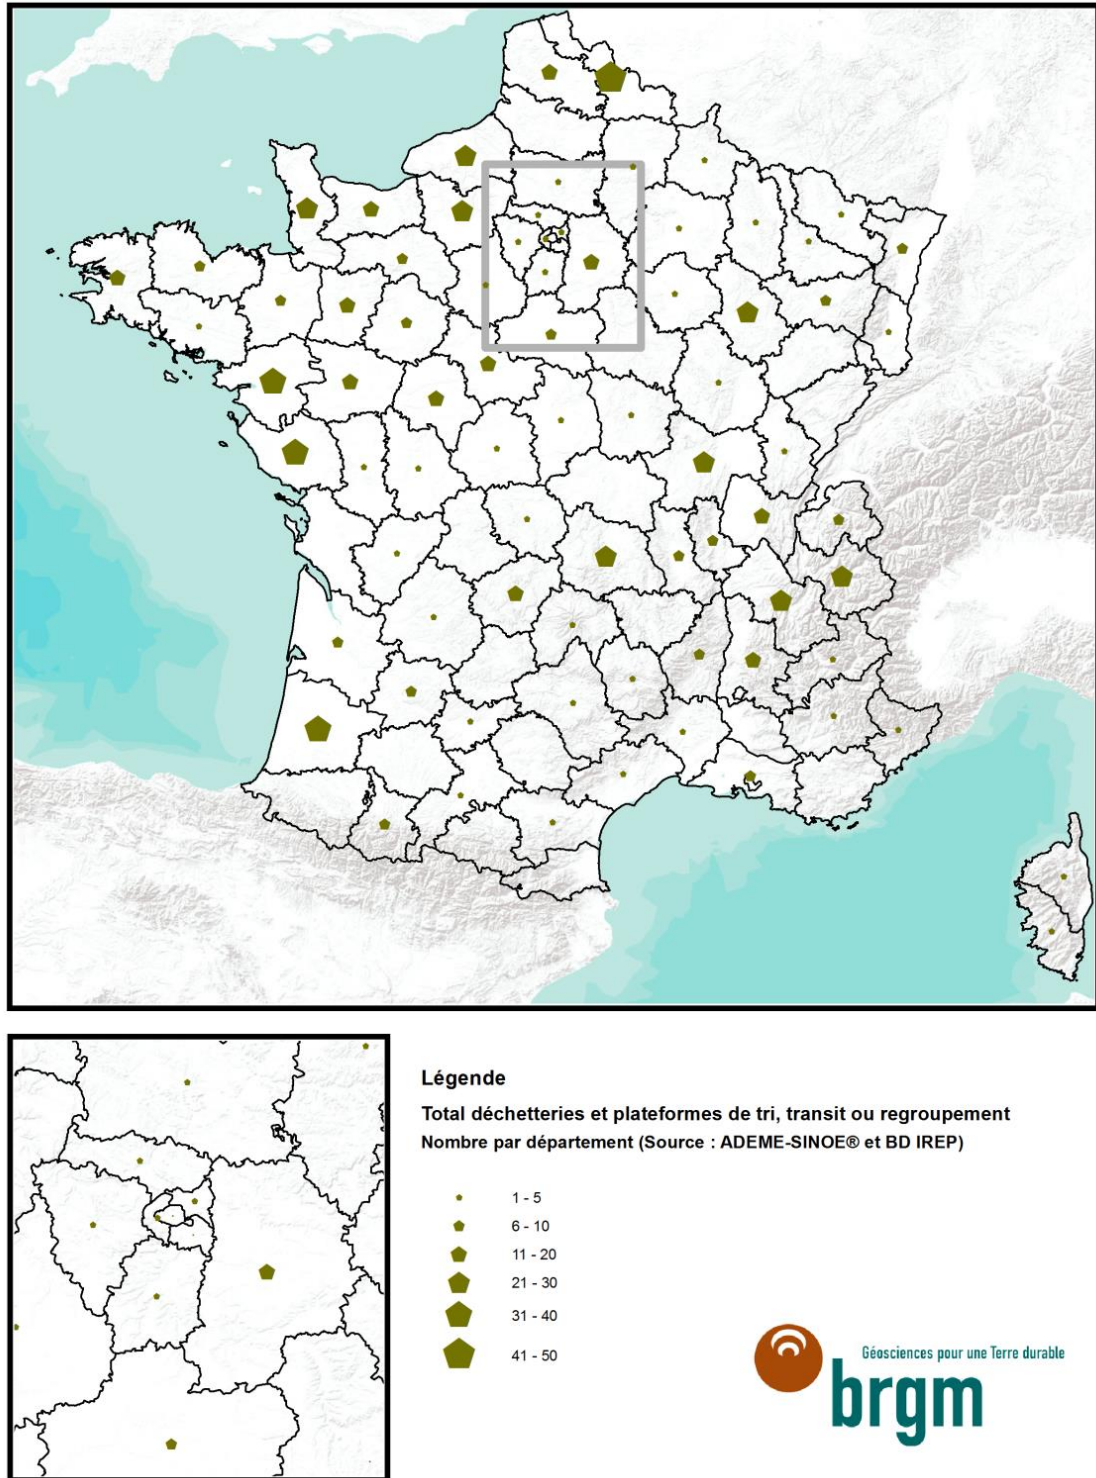 Légende
Total déchetteries et plateformes de tri, transit ou regroupement
Nombre par département (Source : ADEME-SINOE® et BD IREP)
1 - 5
6 - 10
11 - 20
21 - 30
31 - 40
41 - 50
Géosciences pour une Terre durable
brgm